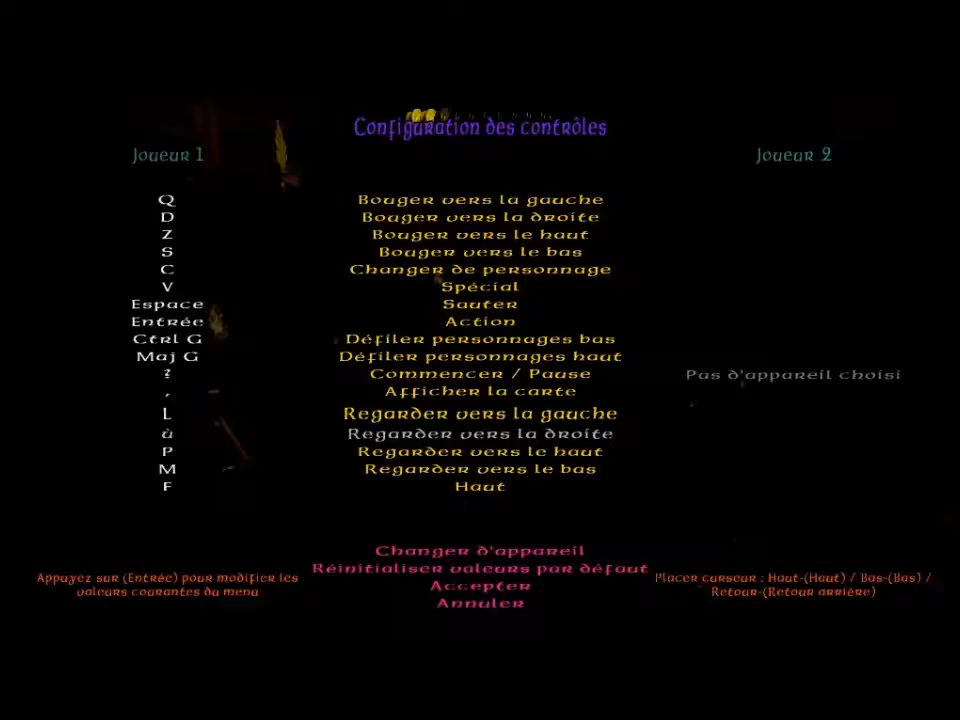 Configuration des contrôles
Joueur 1
Joueur 2
Q Bouger vers la gauche
D Bouger vers la droite
Z Bouger vers le haut
S Bouger vers le bas
C Changer de personnage
V Spécial
Espace Sauter
Entrée Action
Ctrl G Défiler personnages bas
Maj G Défiler personnages haut
? Commencer / Pause
Pas d'appareil choisi
, Afficher la carte
L Regarder vers la gauche
à Regarder vers la droite
P Regarder vers le haut
M Regarder vers le bas
F Haut
Changer d'appareil
Réinitialiser valeurs par défaut
Accepter
Annuler
Appuyez sur (Entrée) pour modifier les
valeurs courantes du menu
Placer curseur : Haut-(Haut) / Bas-(Bas) /
Retour-(Retour arrière)